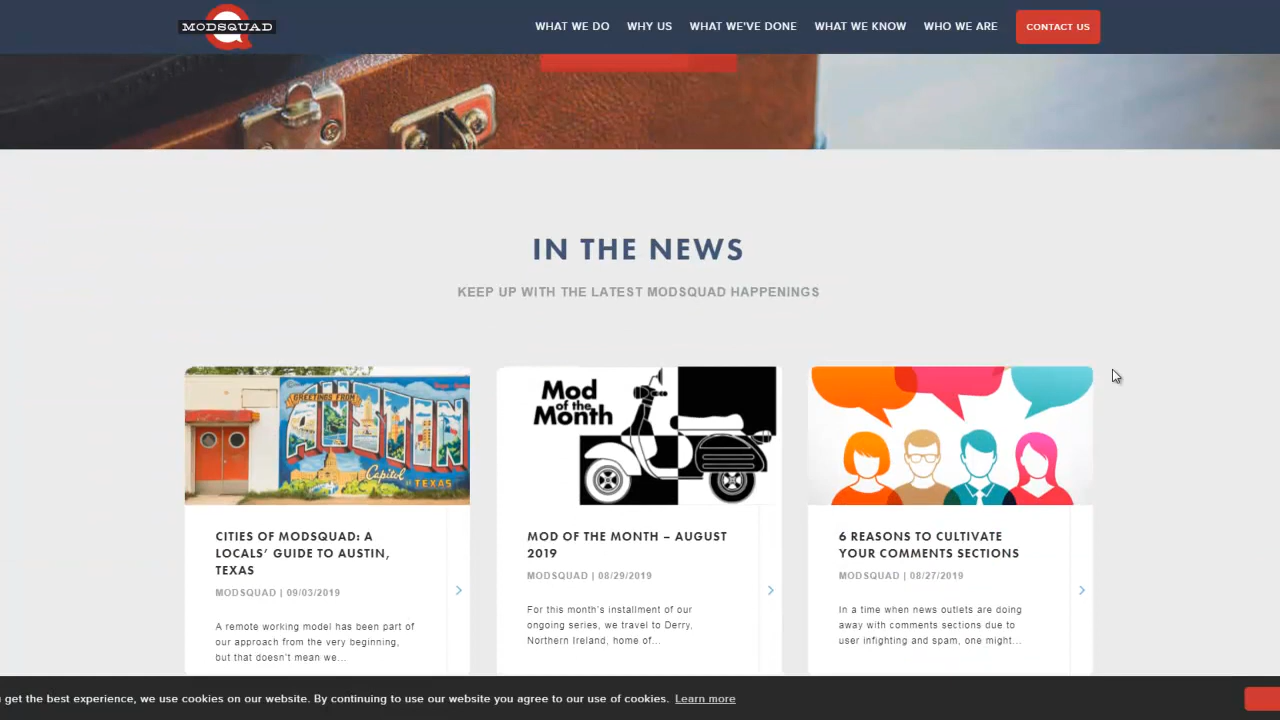 MODSQUAD
WHAT WE DO WHY US WHAT WE'VE DONE WHAT WE KNOW WHO WE ARE CONTACT US
IN THE NEWS
KEEP UP WITH THE LATEST MODSQUAD HAPPENINGS
GREETINGS FROM
AUSTIN
Capitol of TEXAS
Mod
of the
Month
CITIES OF MODSQUAD: A
LOCALS' GUIDE TO AUSTIN,
TEXAS
MODSQUAD | 09/03/2019
A remote working model has been part of
our approach from the very beginning,
but that doesn't mean we...
MOD OF THE MONTH – AUGUST
2019
MODSQUAD | 08/29/2019
For this month's installment of our
ongoing series, we travel to Derry,
Northern Ireland, home of...
6 REASONS TO CULTIVATE
YOUR COMMENTS SECTIONS
MODSQUAD | 08/27/2019
In a time when news outlets are doing
away with comments sections due to
user infighting and spam, one might...
get the best experience, we use cookies on our website. By continuing to use our website you agree to our use of cookies. Learn more